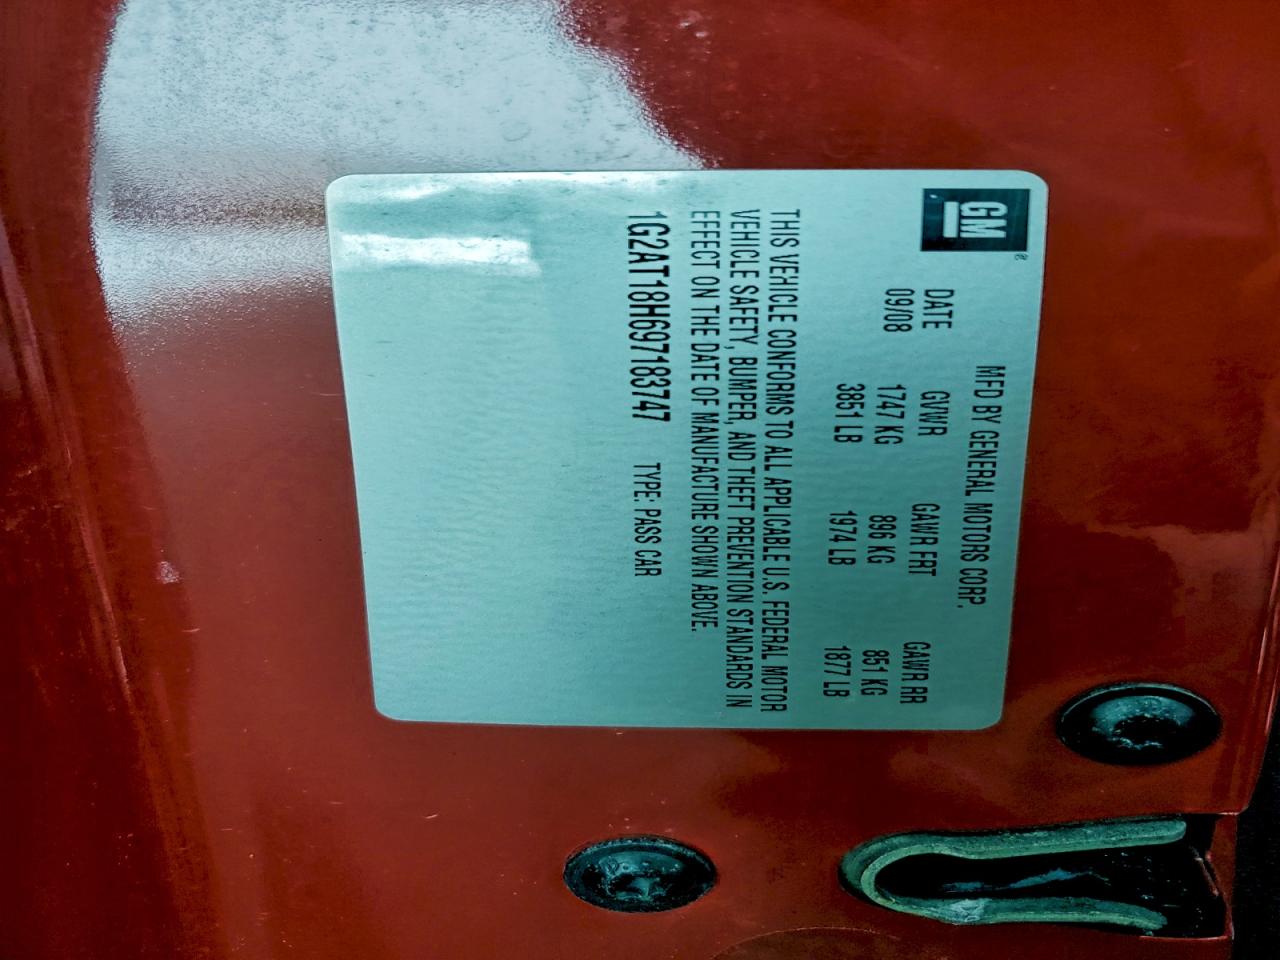 GM®
MFD BY GENERAL MOTORS CORP.
DATE GVWR GAWR FRT GAWR RR
09/08 1747 KG 896 KG 851 KG
3851 LB 1974 LB 1877 LB
THIS VEHICLE CONFORMS TO ALL APPLICABLE U.S. FEDERAL MOTOR
VEHICLE SAFETY, BUMPER, AND THEFT PREVENTION STANDARDS IN
EFFECT ON THE DATE OF MANUFACTURE SHOWN ABOVE.
1G2AT18H697183747 TYPE: PASS CAR